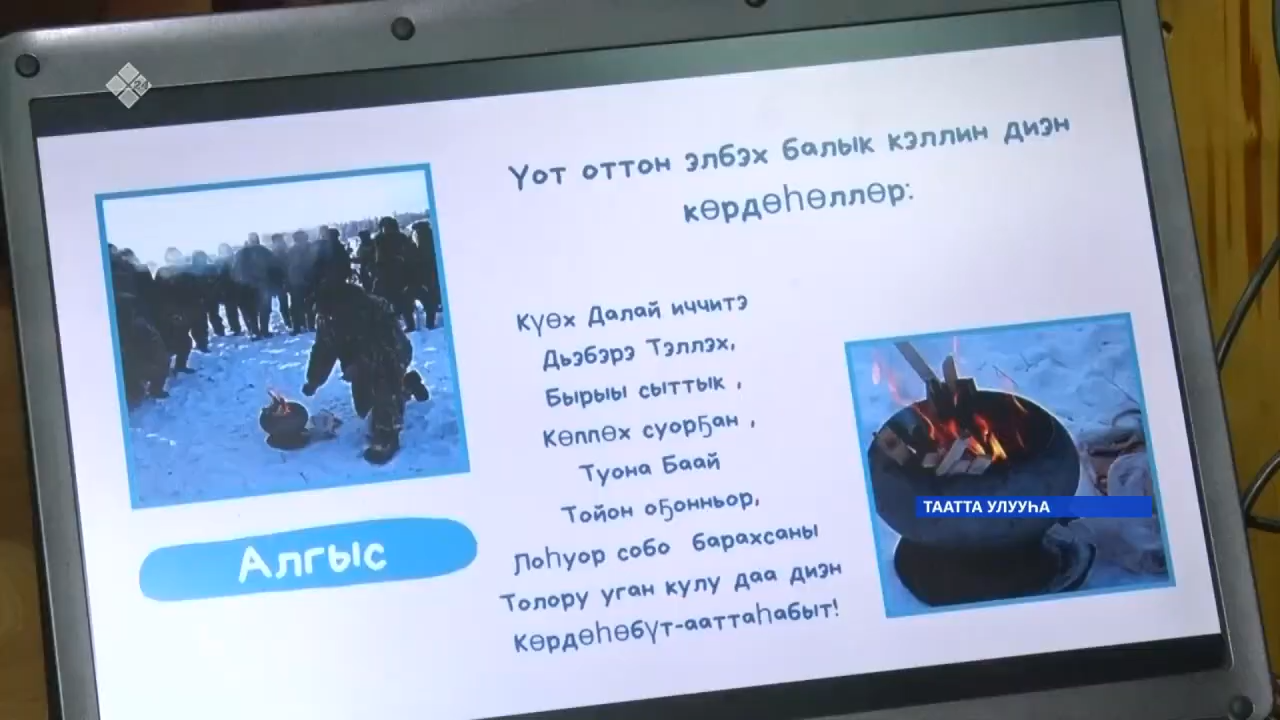 24
Уот оттон элбэх балык кэллин диэн
көрдөһөллөр:
Күөх Далай иччитэ
Дьэбэрэ Тэллэх,
Бырыы сыттык ,
Көппөх суорҕан ,
Туона Баай
Тойон оҕонньор,
Лоһуор собо барахсаны
Толору уган кулу даа диэн
көрдөһөбүт-ааттаһабыт!
Алгыс
ТААТТА УЛУУҺА